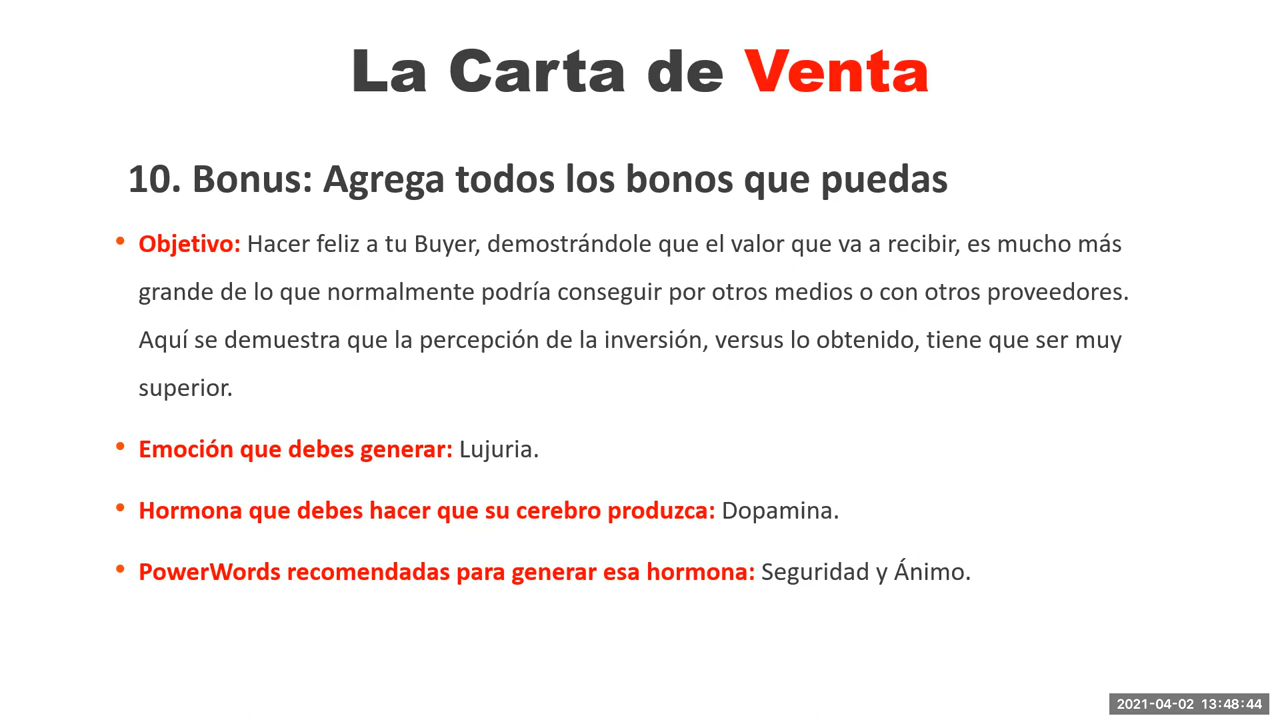 La Carta de Venta
10. Bonus: Agrega todos los bonos que puedas
• Objetivo: Hacer feliz a tu Buyer, demostrándole que el valor que va a recibir, es mucho más
grande de lo que normalmente podría conseguir por otros medios o con otros proveedores.
Aquí se demuestra que la percepción de la inversión, versus lo obtenido, tiene que ser muy
superior.
• Emoción que debes generar: Lujuria.
• Hormona que debes hacer que su cerebro produzca: Dopamina.
• PowerWords recomendadas para generar esa hormona: Seguridad y Ánimo.
2021-04-02 13:48:44